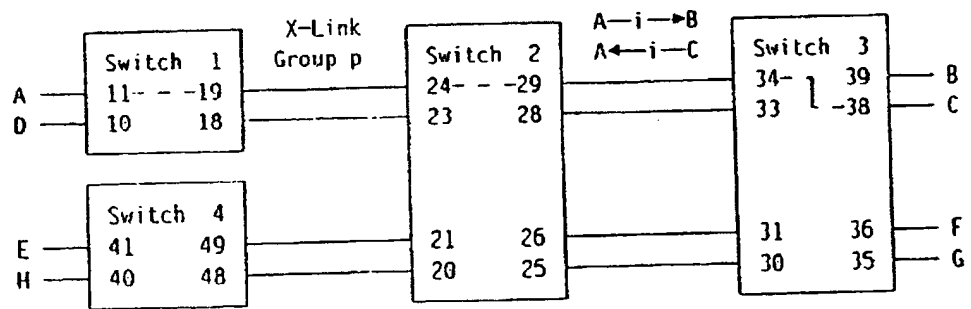 X-Link
Group p
A—i→B
A←i—C
Switch 1
11- - -19
10 18
A
D
Switch 2
24- - -29
23 28
21 26
20 25
Switch 3
34- 39
33 -38
31 36
30 35
B
C
F
G
Switch 4
41 49
40 48
E
H